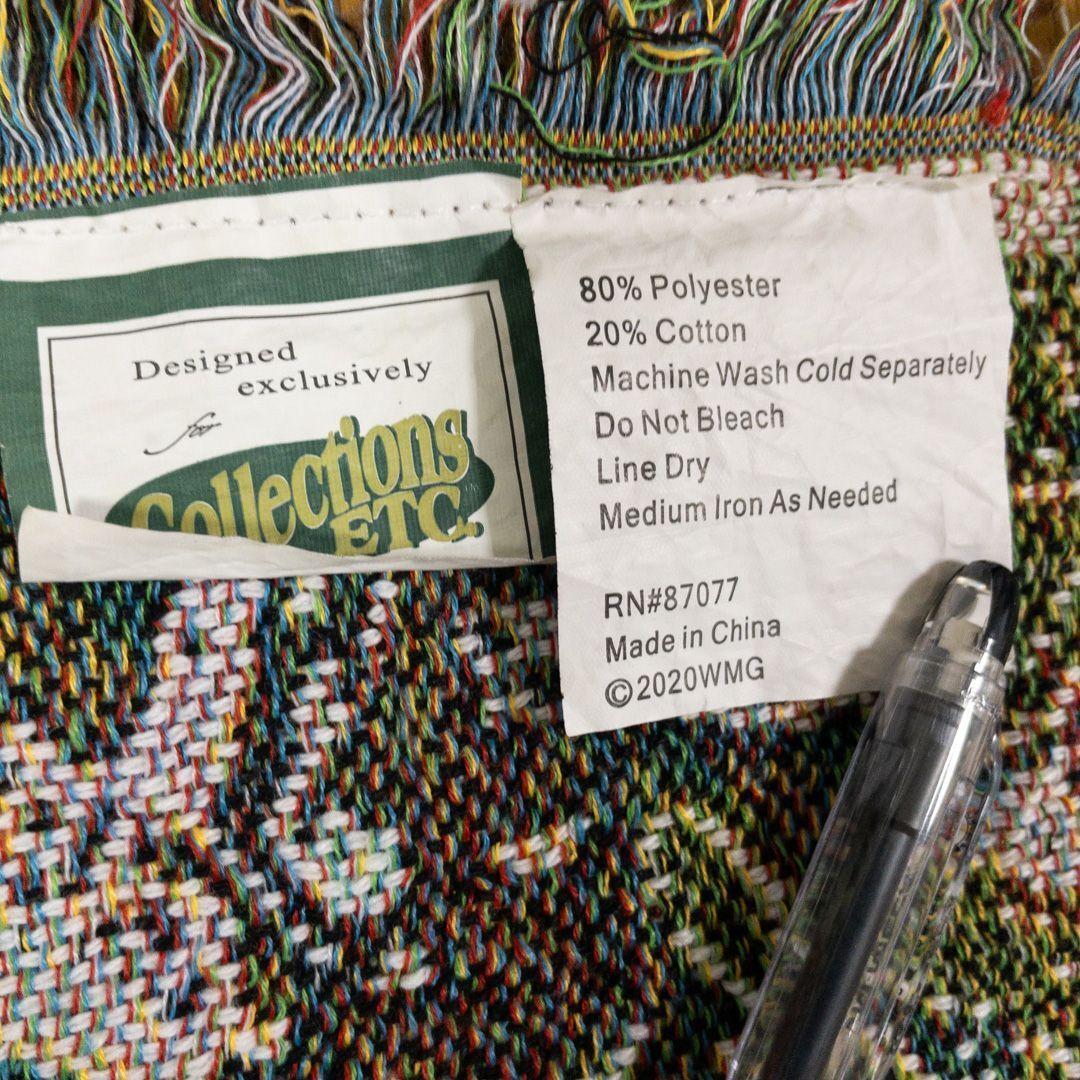 Designed
exclusively
for
Collections
ETC.
80% Polyester
20% Cotton
Machine Wash Cold Separately
Do Not Bleach
Line Dry
Medium Iron As Needed
RN#87077
Made in China
©2020WMG